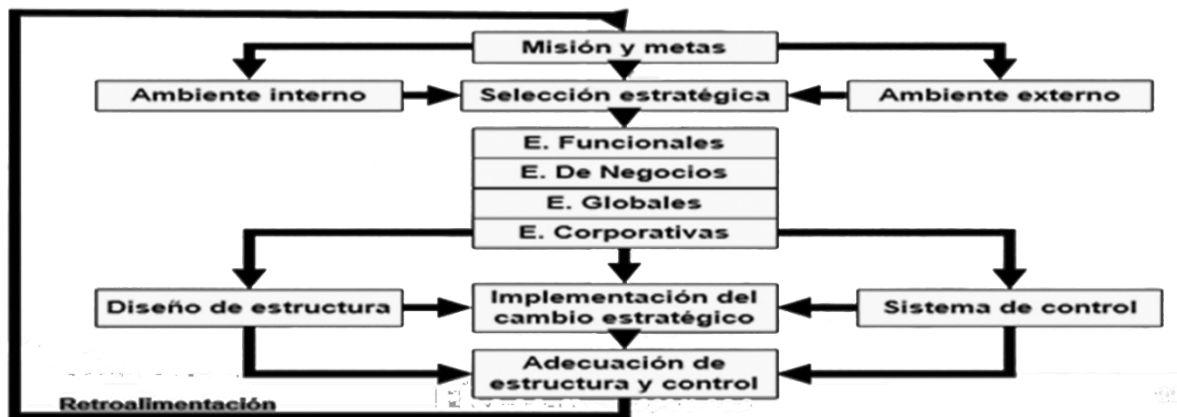 Misión y metas
Ambiente interno
Selección estratégica
Ambiente externo
E. Funcionales
E. De Negocios
E. Globales
E. Corporativas
Diseño de estructura
Implementación del
cambio estratégico
Sistema de control
Adecuación de
estructura y control
Retroalimentación